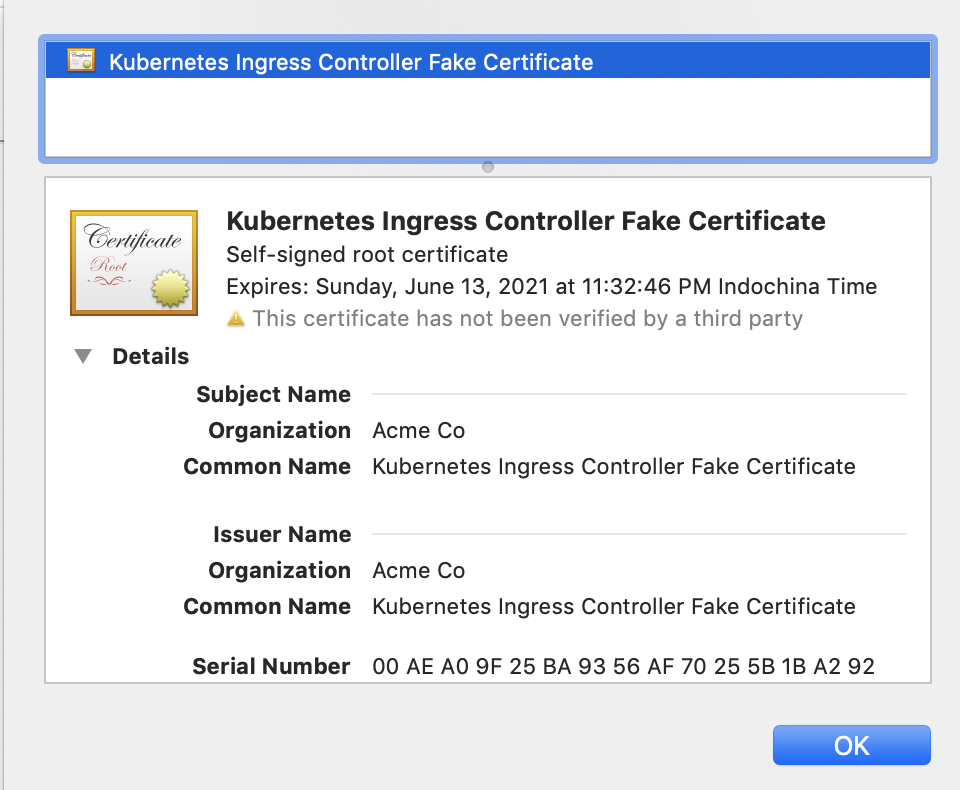 Kubernetes Ingress Controller Fake Certificate
Certificate
Root
Kubernetes Ingress Controller Fake Certificate
Self-signed root certificate
Expires: Sunday, June 13, 2021 at 11:32:46 PM Indochina Time
This certificate has not been verified by a third party
Details
Subject Name
Organization Acme Co
Common Name Kubernetes Ingress Controller Fake Certificate
Issuer Name
Organization Acme Co
Common Name Kubernetes Ingress Controller Fake Certificate
Serial Number 00 AE A0 9F 25 BA 93 56 AF 70 25 5B 1B A2 92
OK